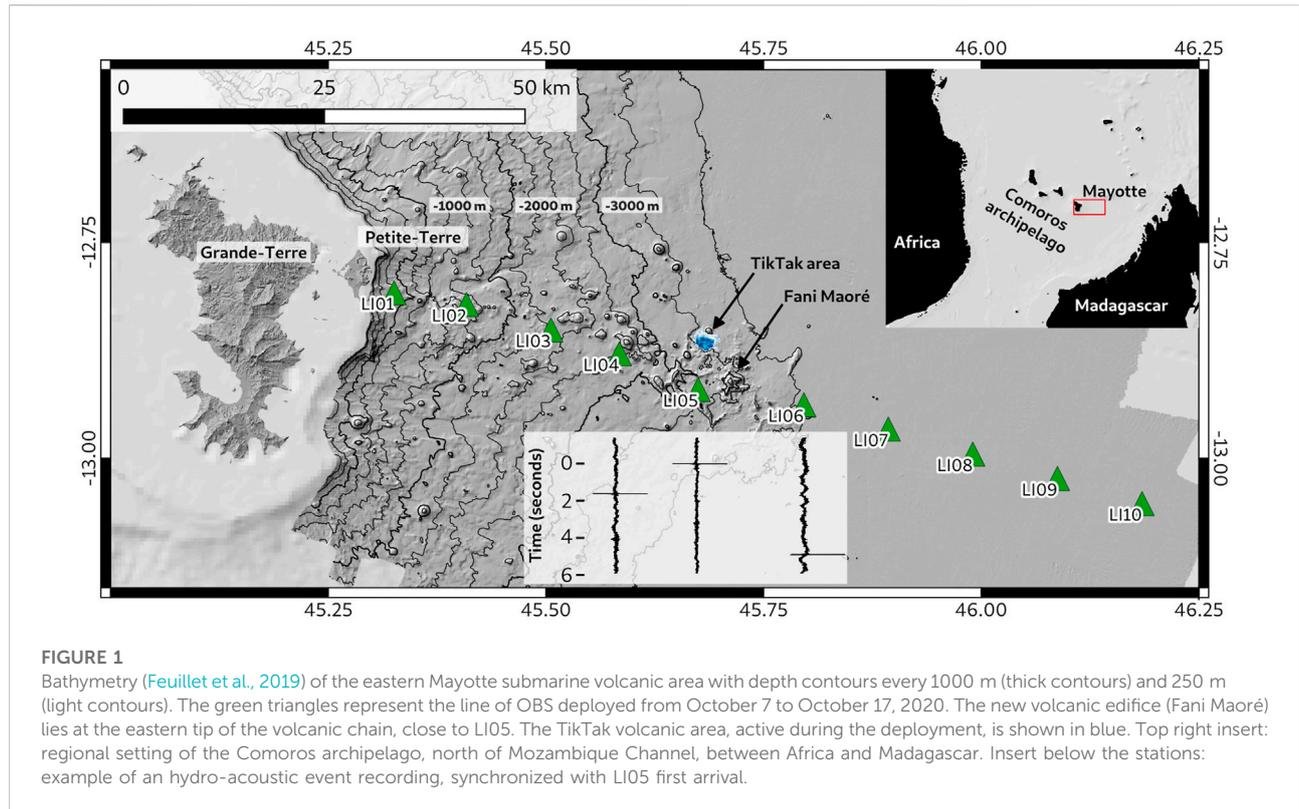 45.25 45.50 45.75 46.00 46.25
0 25 50 km
-1000 m -2000 m -3000 m
Mayotte
Comoros
archipelago
Africa
Madagascar
-12.75 -12.75
Petite-Terre
Grande-Terre
TikTak area
Fani Maoré
LI01
LI02
LI03
LI04
LI05
LI06
LI07
LI08
LI09
LI10
-13.00 -13.00
Time (seconds)
0
2
4
6
45.25 45.50 45.75 46.00 46.25
FIGURE 1
Bathymetry (Feuillet et al., 2019) of the eastern Mayotte submarine volcanic area with depth contours every 1000 m (thick contours) and 250 m
(light contours). The green triangles represent the line of OBS deployed from October 7 to October 17, 2020. The new volcanic edifice (Fani Maoré)
lies at the eastern tip of the volcanic chain, close to LI05. The TikTak volcanic area, active during the deployment, is shown in blue. Top right insert:
regional setting of the Comoros archipelago, north of Mozambique Channel, between Africa and Madagascar. Insert below the stations:
example of an hydro-acoustic event recording, synchronized with LI05 first arrival.